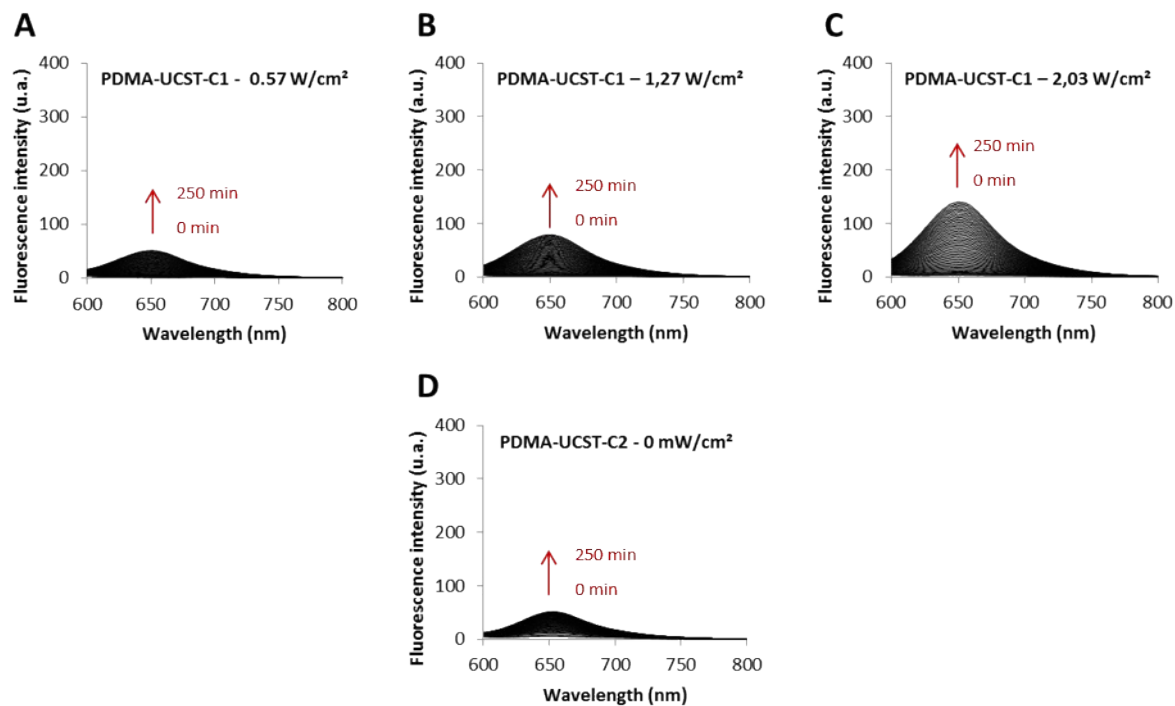 A
Fluorescence intensity (u.a.)
400
300
200
100
0
PDMA-UCST-C1 - 0.57 W/cm²
250 min
0 min
600
650
700
750
800
Wavelength (nm)
B
Fluorescence intensity (a.u.)
400
300
200
100
0
PDMA-UCST-C1 – 1,27 W/cm²
250 min
0 min
600
650
700
750
800
Wavelength (nm)
C
Fluorescence intensity (a.u.)
400
300
200
100
0
PDMA-UCST-C1 – 2,03 W/cm²
250 min
0 min
600
650
700
750
800
Wavelength (nm)
D
Fluorescence intensity (u.a.)
400
300
200
100
0
PDMA-UCST-C2 - 0 mW/cm²
250 min
0 min
600
650
700
750
800
Wavelength (nm)